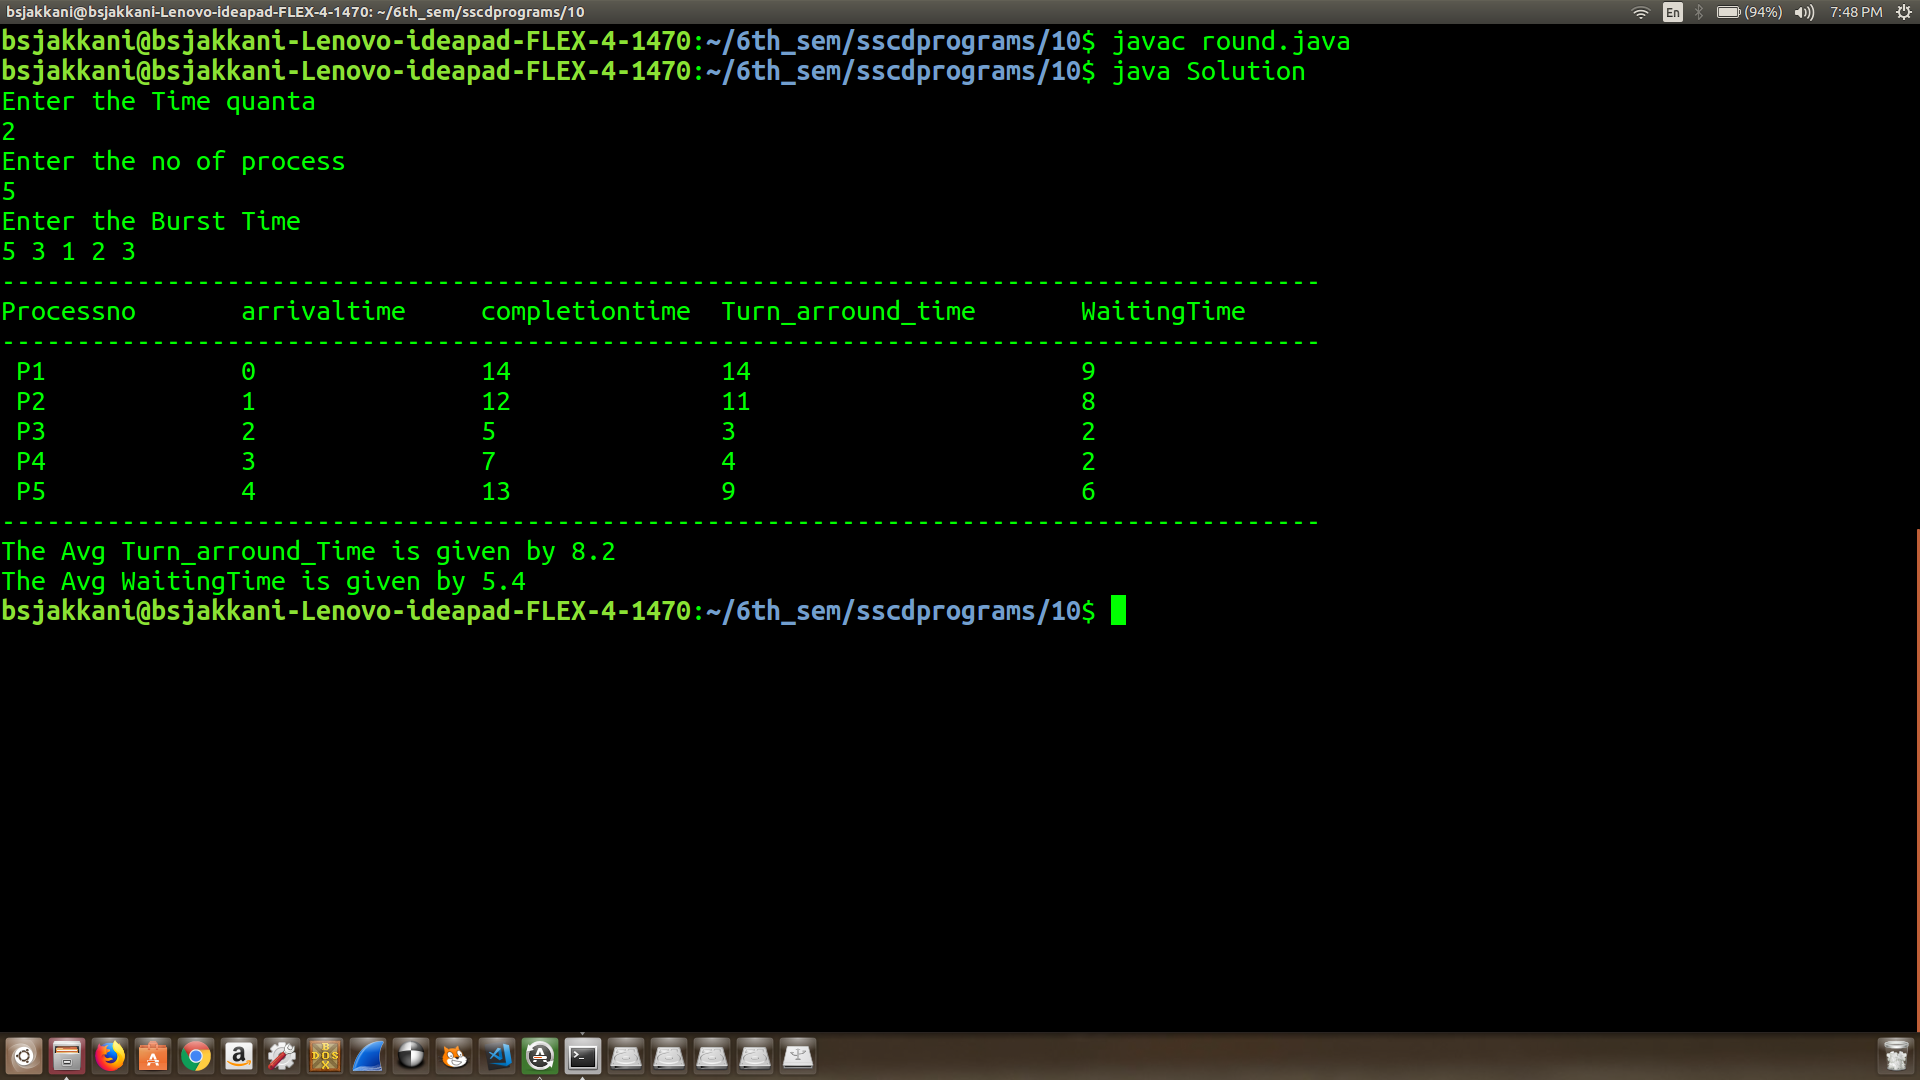 bsjakkani@bsjakkani-Lenovo-ideapad-FLEX-4-1470: ~/6th_sem/sscdprograms/10 En (94%) 7:48 PM
bsjakkani@bsjakkani-Lenovo-ideapad-FLEX-4-1470:~/6th_sem/sscdprograms/10$ javac round.java
bsjakkani@bsjakkani-Lenovo-ideapad-FLEX-4-1470:~/6th_sem/sscdprograms/10$ java Solution
Enter the Time quanta
2
Enter the no of process
5
Enter the Burst Time
5 3 1 2 3
----------------------------------------------------------------------------------------
Processno arrivaltime completiontime Turn_arround_time WaitingTime
----------------------------------------------------------------------------------------
P1 0 14 14 9
P2 1 12 11 8
P3 2 5 3 2
P4 3 7 4 2
P5 4 13 9 6
----------------------------------------------------------------------------------------
The Avg Turn_arround_Time is given by 8.2
The Avg WaitingTime is given by 5.4
bsjakkani@bsjakkani-Lenovo-ideapad-FLEX-4-1470:~/6th_sem/sscdprograms/10$